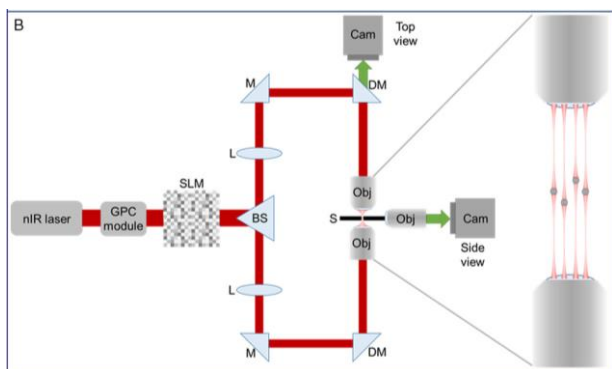 B
Cam
Top
view
M
DM
L
SLM
Obj
nIR laser
GPC
module
BS
S
Obj
Cam
Obj
Side
view
L
M
DM